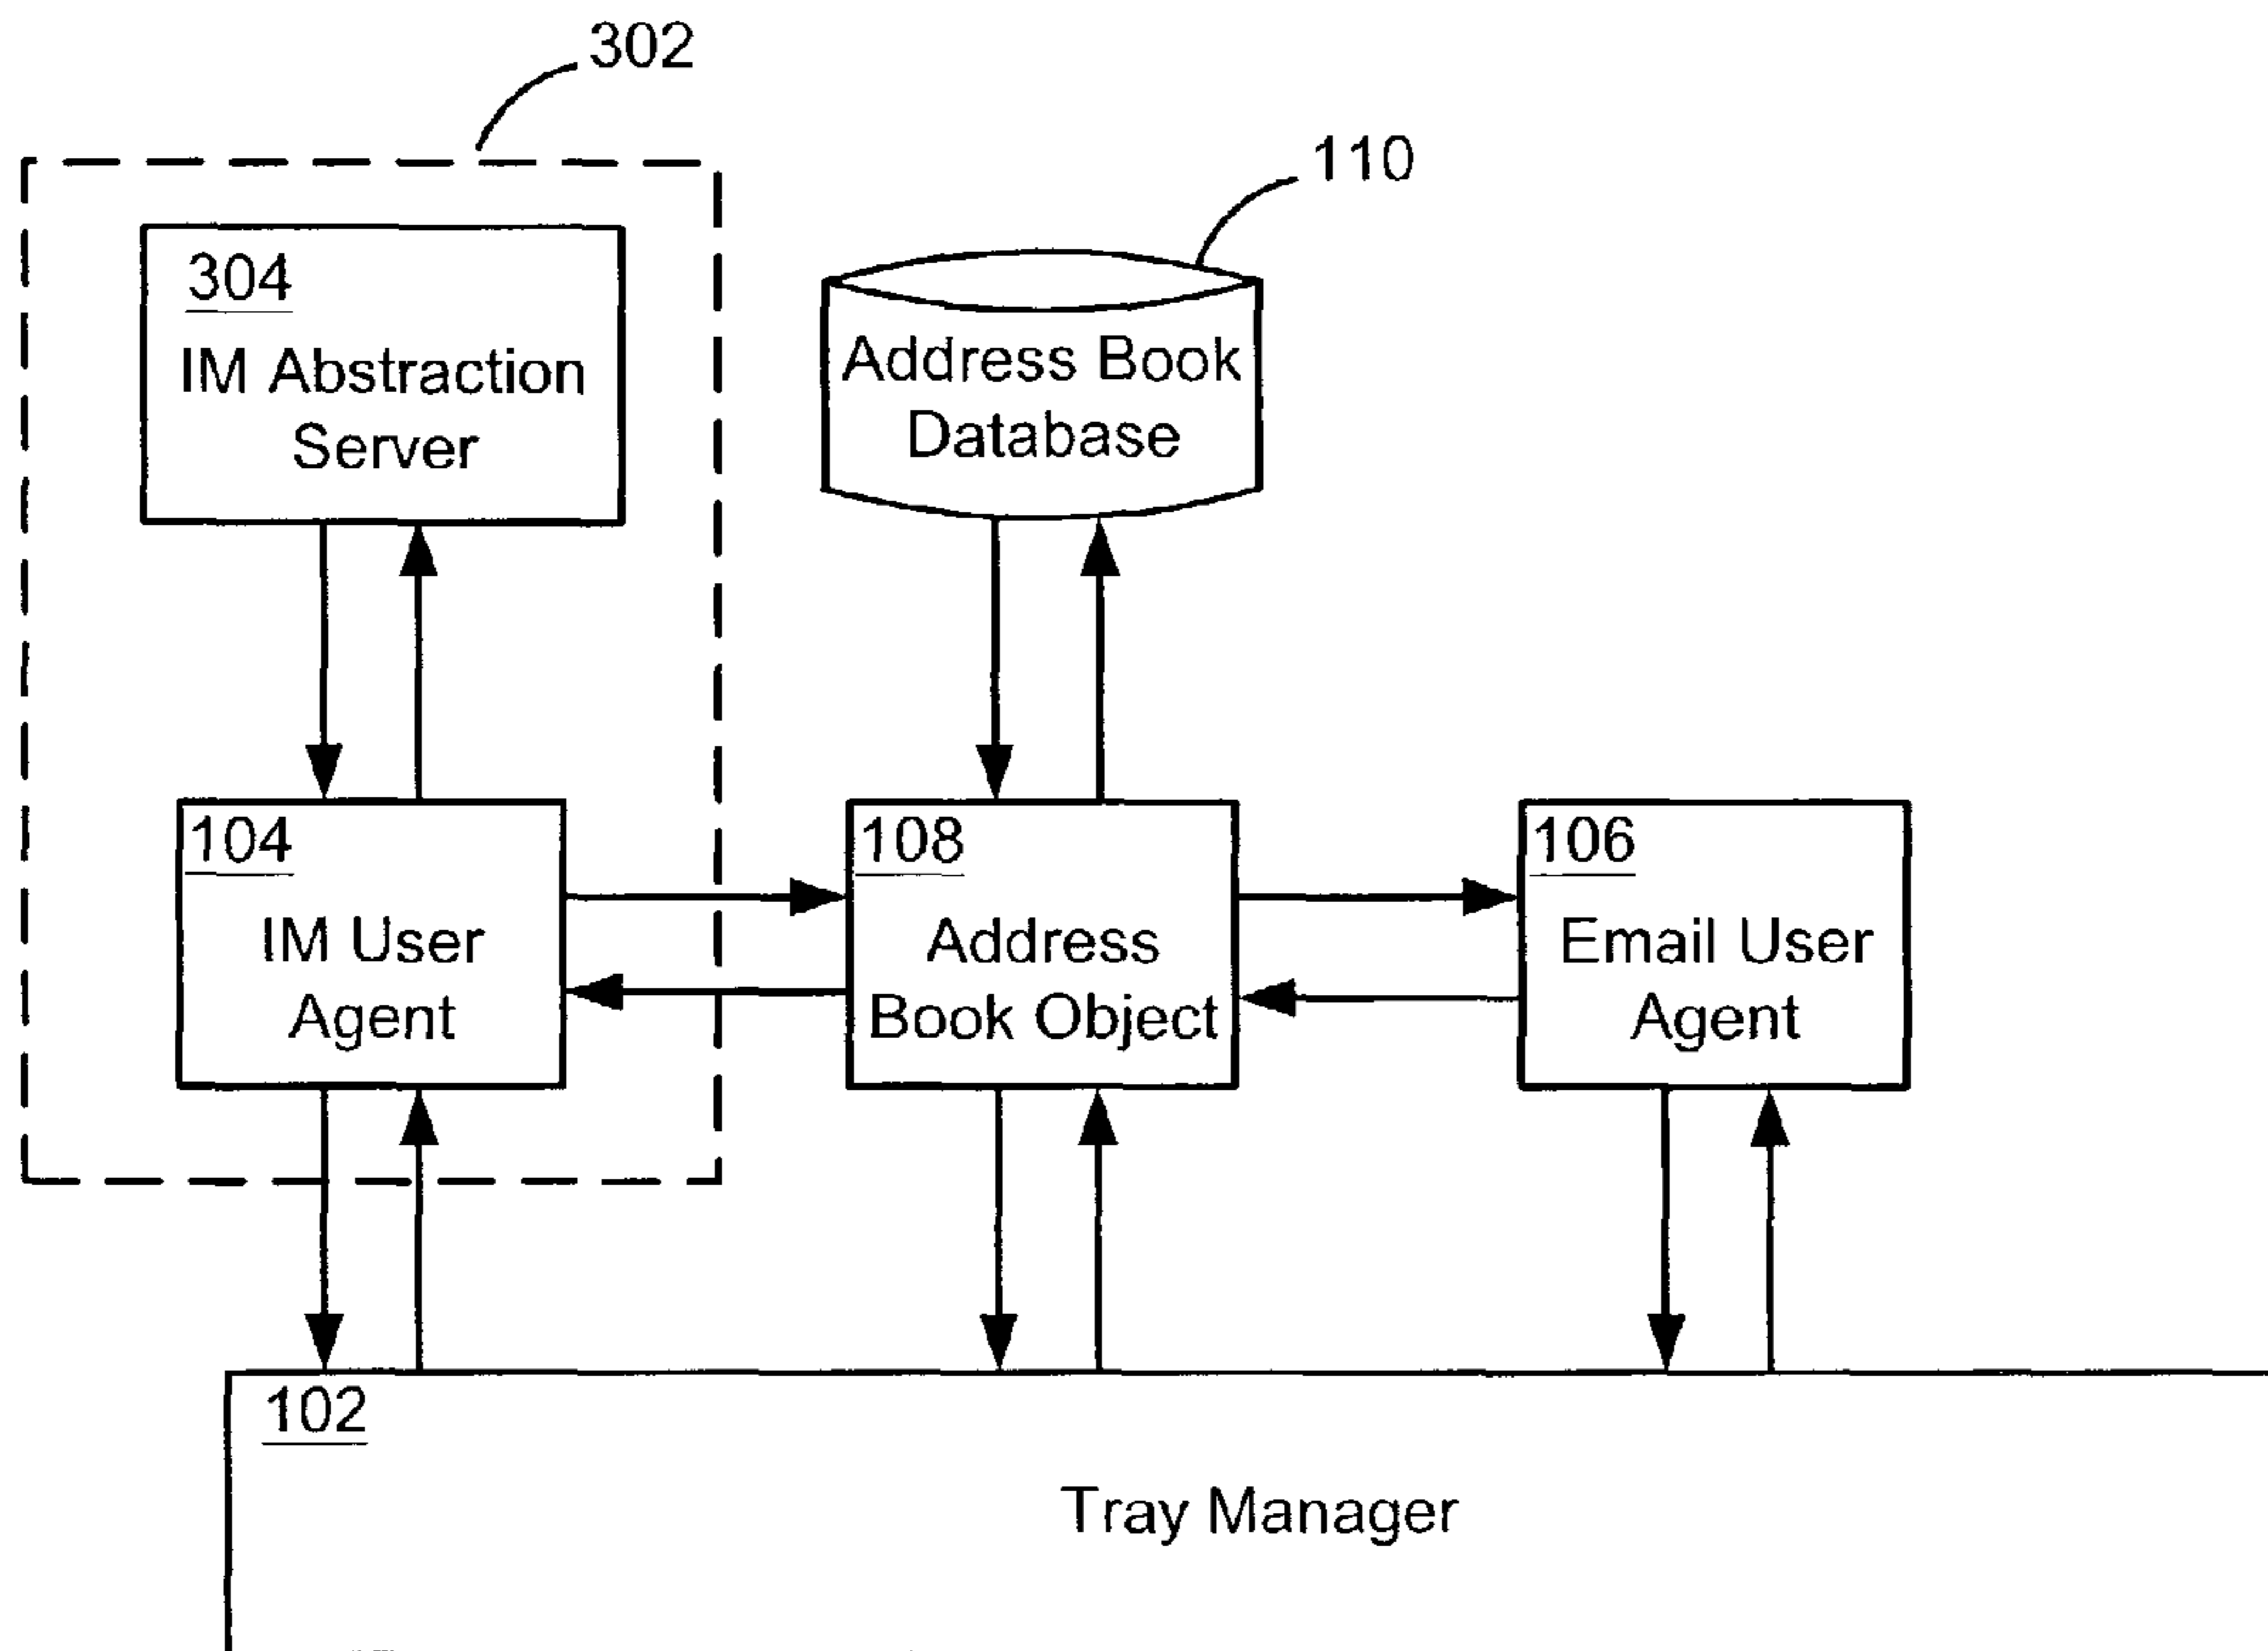 302
110
304
IM Abstraction
Server
Address Book
Database
104
IM User
Agent
108
Address
Book Object
106
Email User
Agent
102
Tray Manager